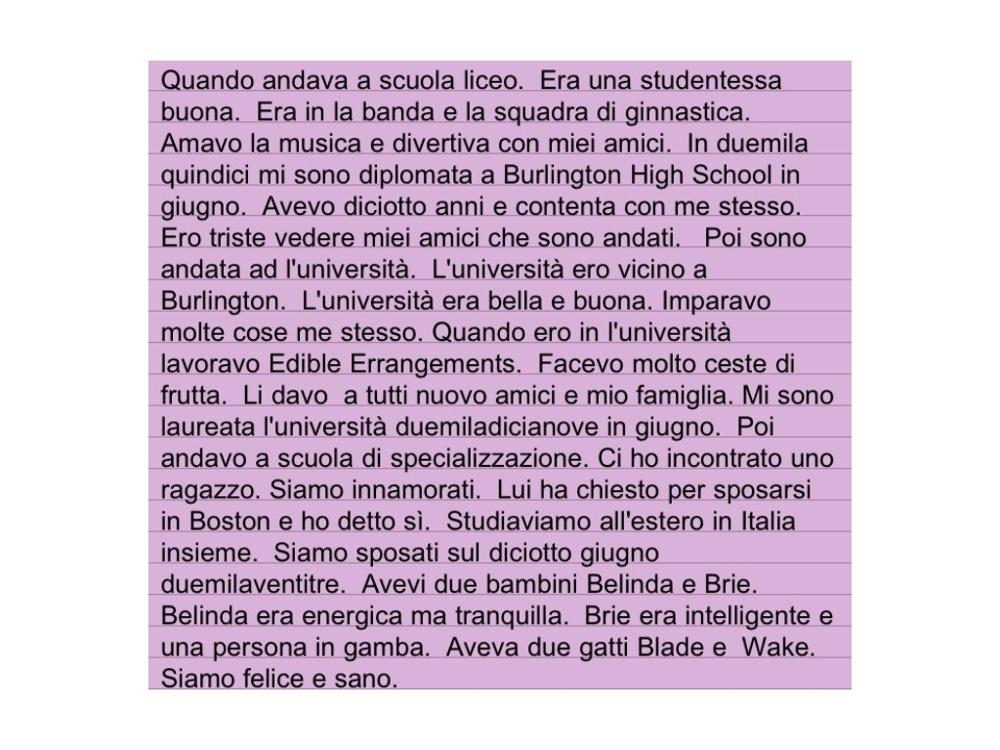 Quando andava a scuola liceo.  Era una studentessa
buona.  Era in la banda e la squadra di ginnastica.
Amavo la musica e divertiva con miei amici.  In duemila
quindici mi sono diplomata a Burlington High School in
giugno.  Avevo diciotto anni e contenta con me stesso.
Ero triste vedere miei amici che sono andati.   Poi sono
andata ad l'università.  L'università ero vicino a
Burlington.  L'università era bella e buona. Imparavo
molte cose me stesso. Quando ero in l'università
lavoravo Edible Errangements.  Facevo molto ceste di
frutta.  Li davo  a tutti nuovo amici e mio famiglia. Mi sono
laureata l'università duemiladicianove in giugno.  Poi
andavo a scuola di specializzazione. Ci ho incontrato uno
ragazzo. Siamo innamorati.  Lui ha chiesto per sposarsi
in Boston e ho detto sì.  Studiaviamo all'estero in Italia
insieme.  Siamo sposati sul diciotto giugno
duemilaventitre.  Avevi due bambini Belinda e Brie.
Belinda era energica ma tranquilla.  Brie era intelligente e
una persona in gamba.  Aveva due gatti Blade e  Wake.
Siamo felice e sano.